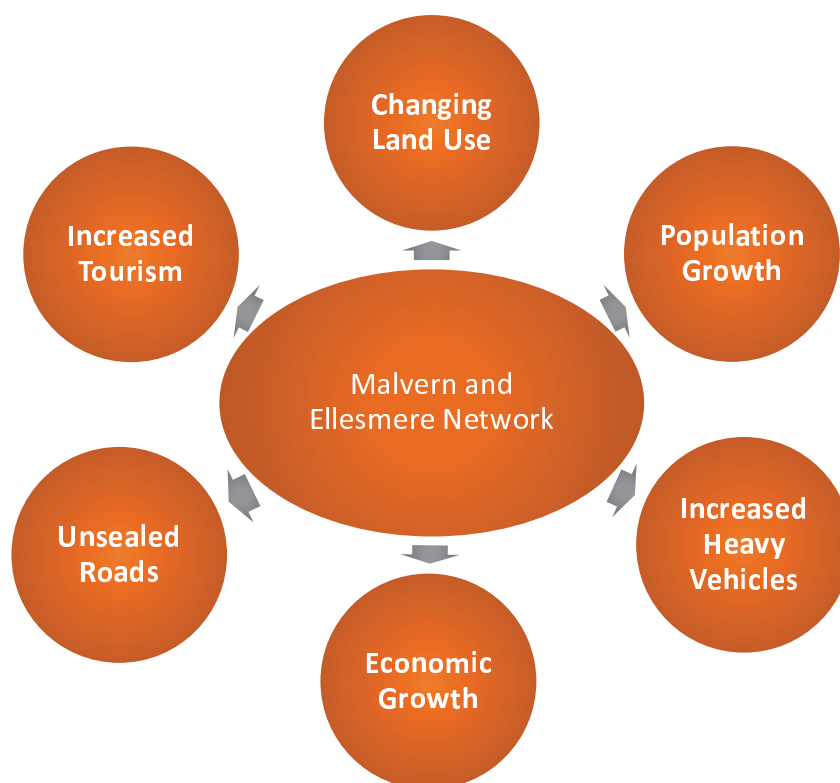 Changing
Land Use
Increased
Tourism
Population
Growth
Malvern and
Ellesmere Network
Unsealed
Roads
Increased
Heavy
Vehicles
Economic
Growth